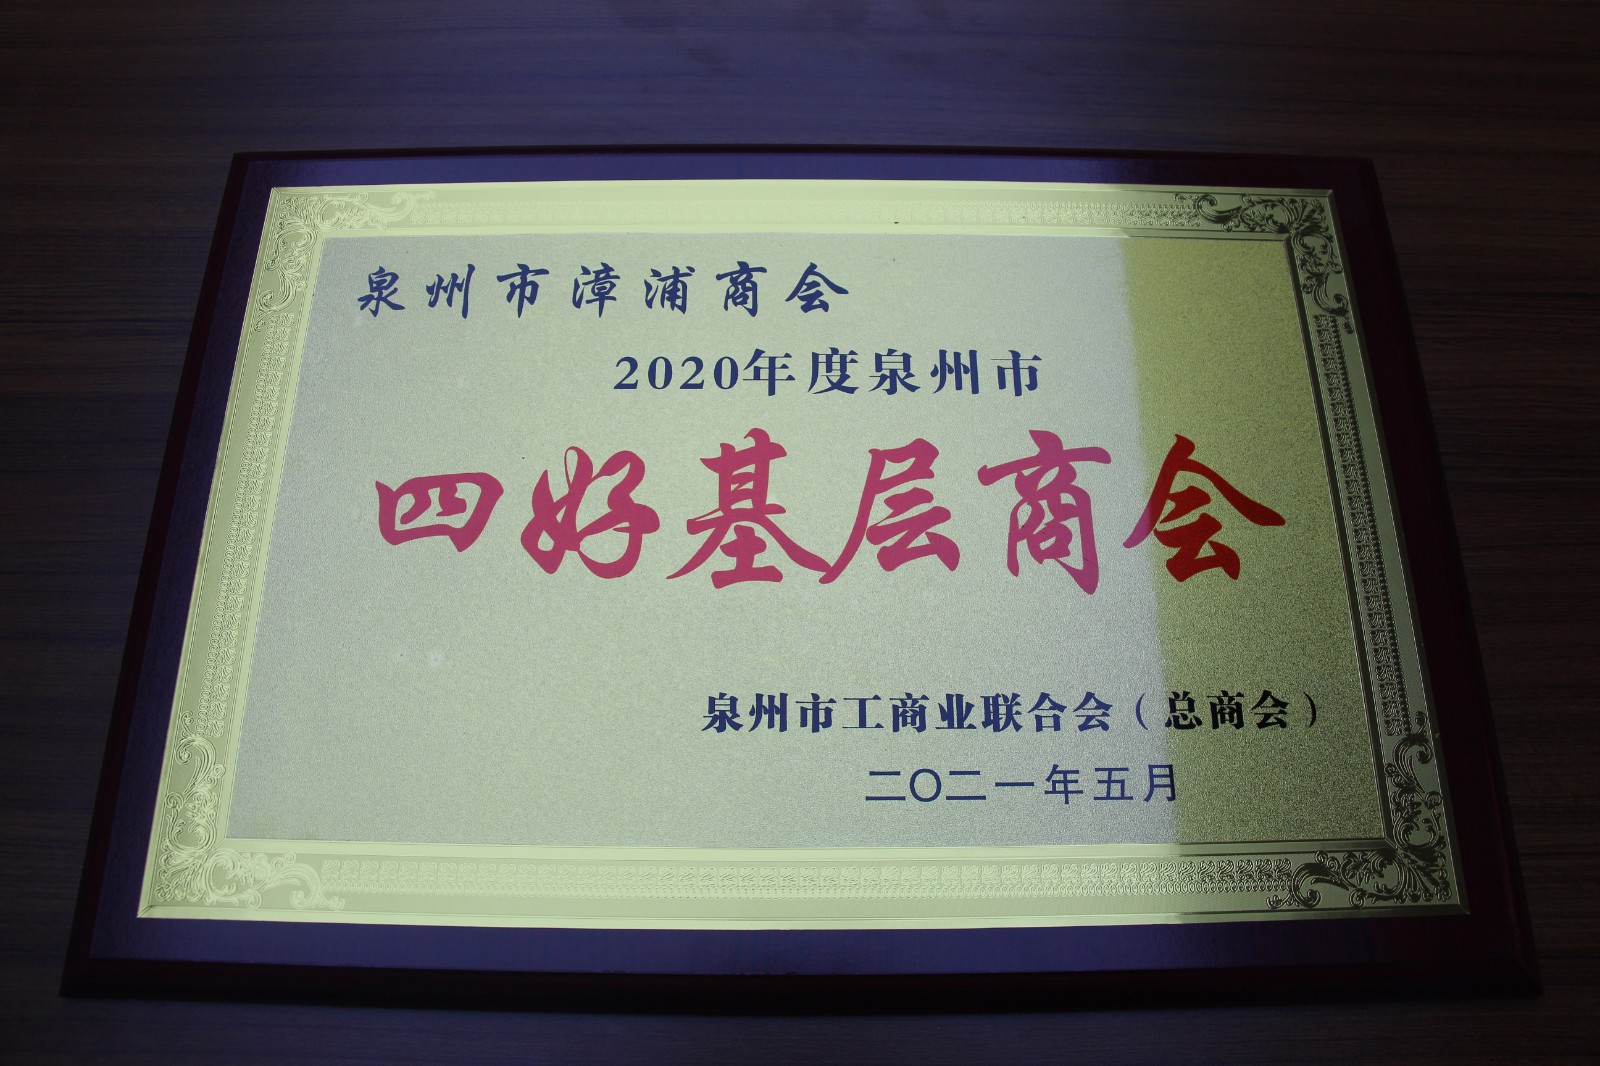 泉州市漳浦商会
2020年度泉州市
四好基层商会
泉州市工商业联合会（总商会）
二〇二一年五月